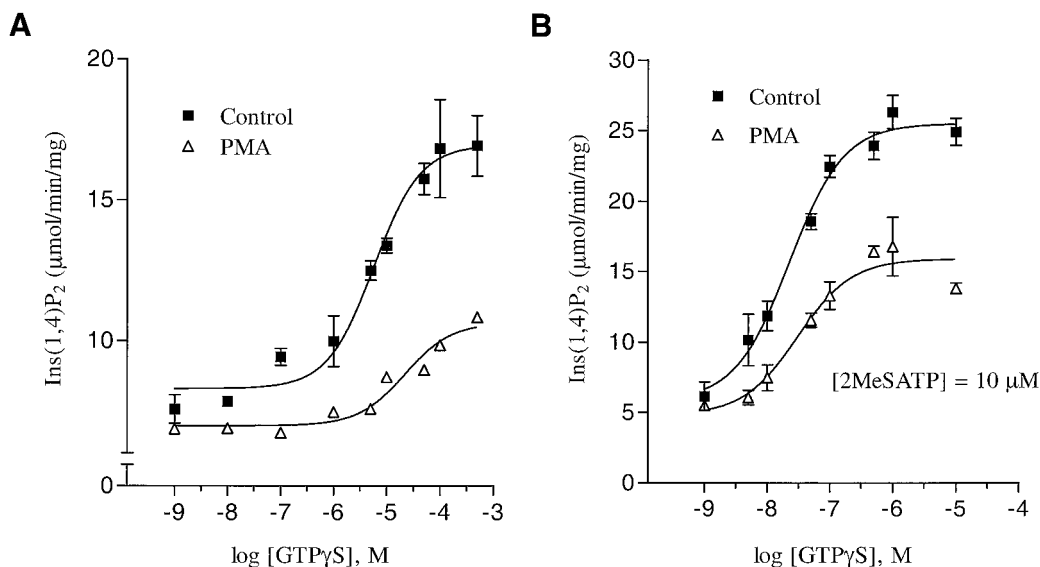 A
Ins(1,4)P₂ (μmol/min/mg)
20
15
10
0
Control
PMA
-9 -8 -7 -6 -5 -4 -3
log [GTPγS], M
B
Ins(1,4)P₂ (μmol/min/mg)
30
25
20
15
10
5
0
Control
PMA
[2MeSATP] = 10 μM
-9 -8 -7 -6 -5 -4
log [GTPγS], M